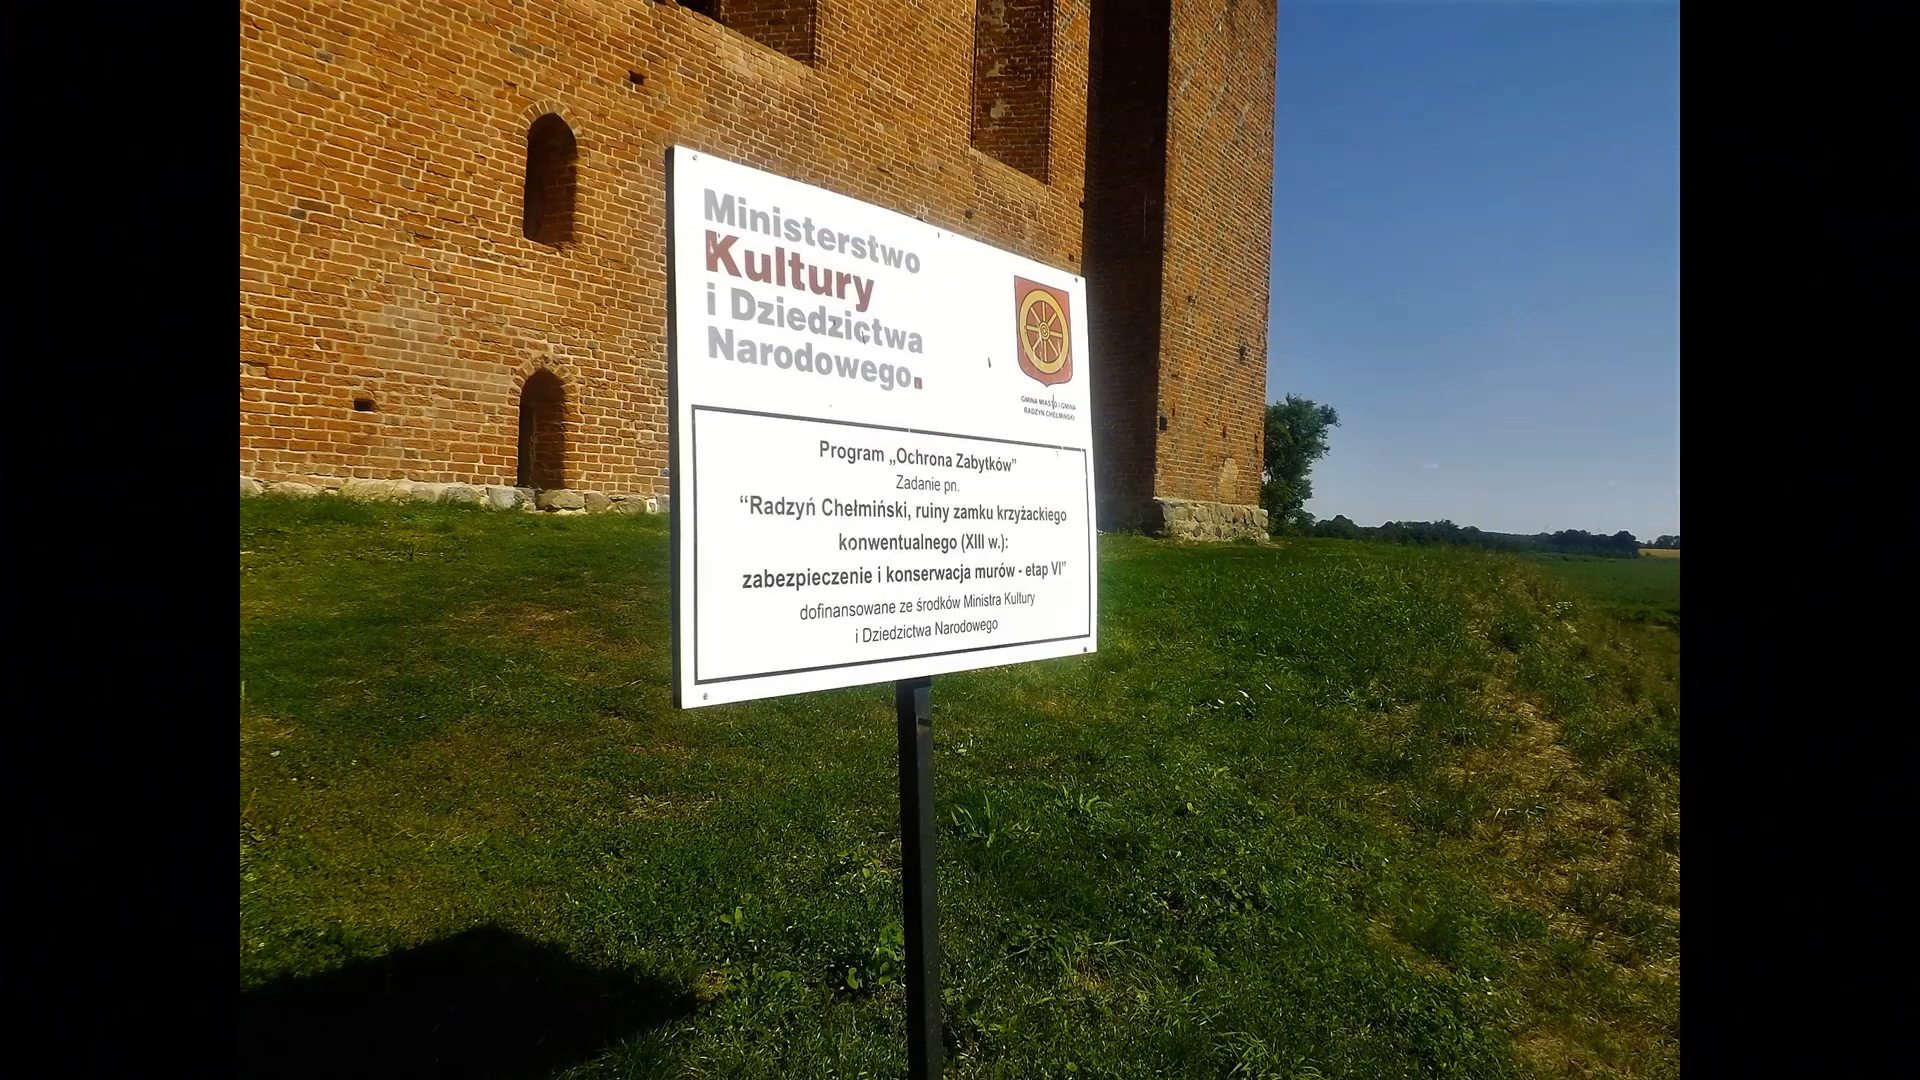 Ministerstwo
Kultury
i Dziedzictwa
Narodowego.
GMINA MIASTO I GMINA
RADZYŃ CHEŁMIŃSKI
Program „Ochrona Zabytków”
Zadanie pn.
“Radzyń Chełmiński, ruiny zamku krzyżackiego
konwentualnego (XIII w.):
zabezpieczenie i konserwacja murów - etap VI”
dofinansowane ze środków Ministra Kultury
i Dziedzictwa Narodowego